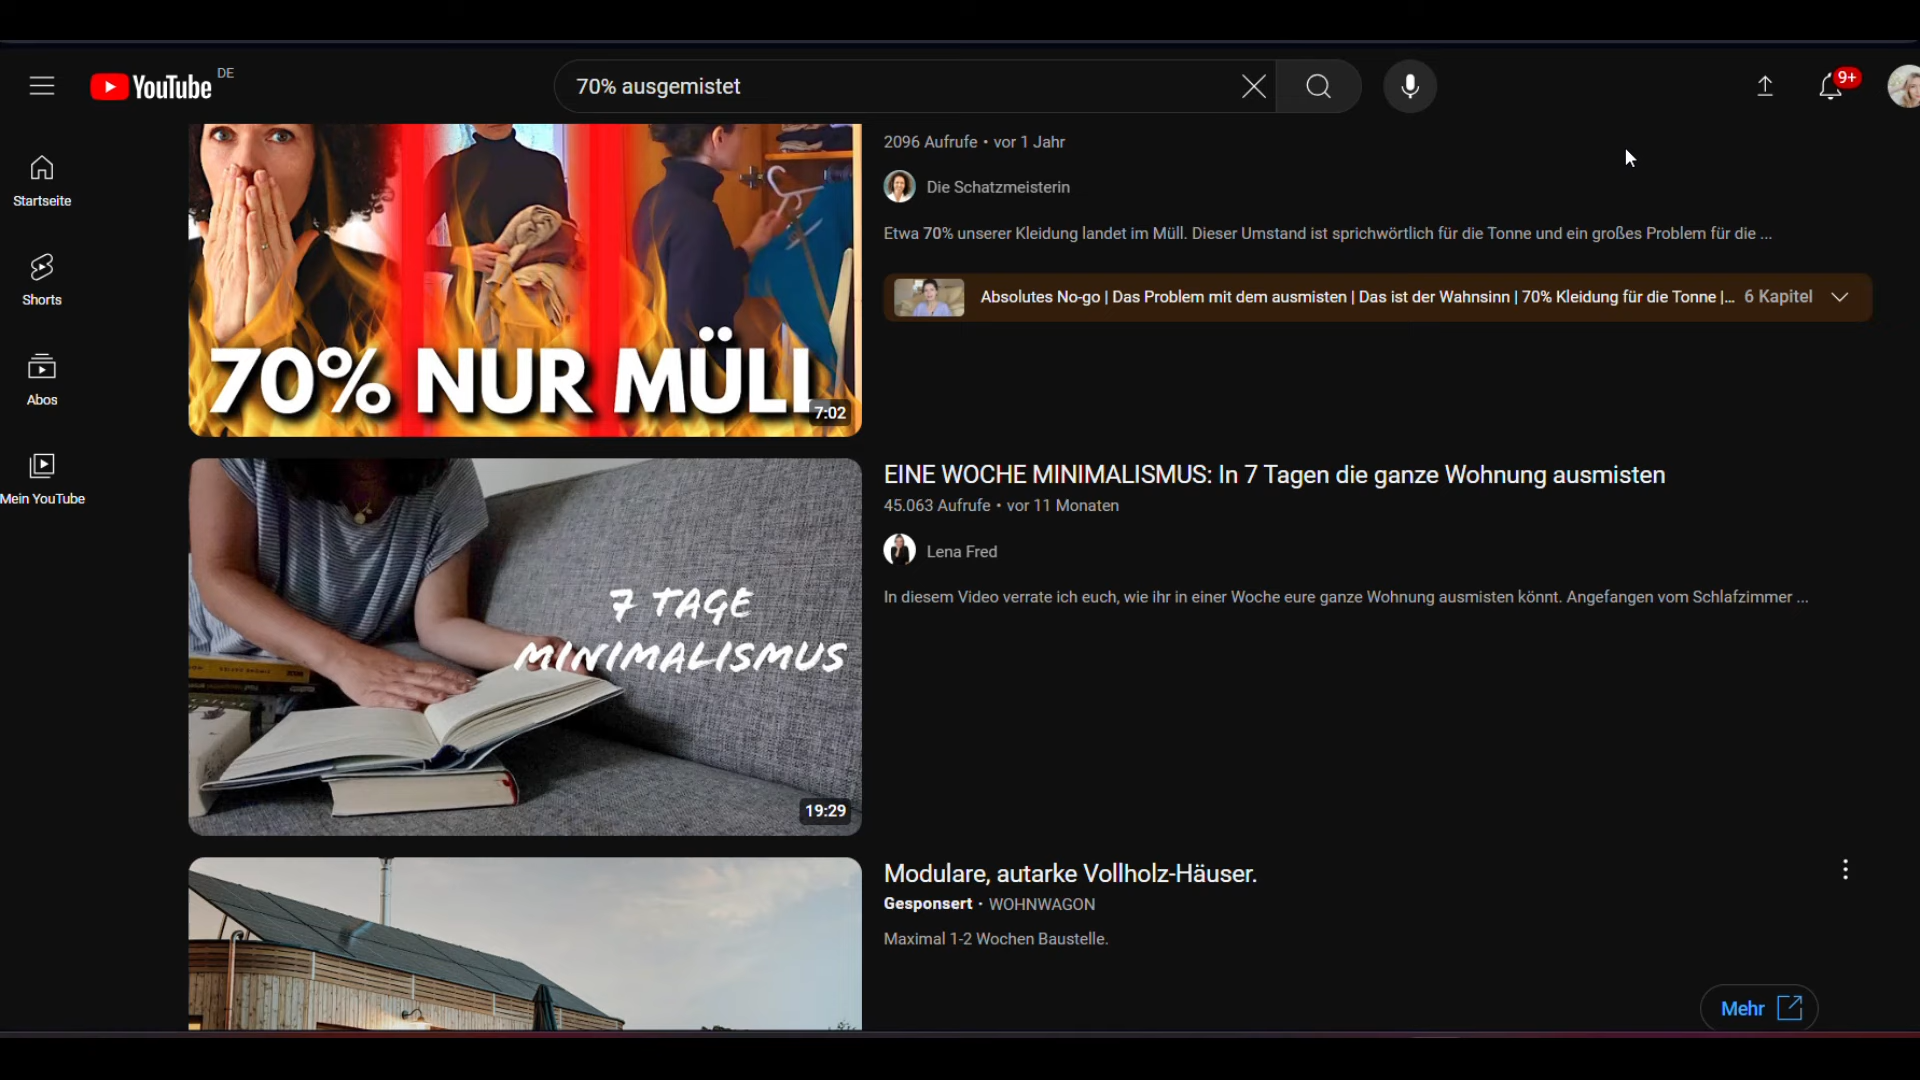 YouTube DE
70% ausgemistet
9+
Startseite
Shorts
Abos
Mein YouTube
70% NUR MÜLL
7:02
2096 Aufrufe • vor 1 Jahr
Die Schatzmeisterin
Etwa 70% unserer Kleidung landet im Müll. Dieser Umstand ist sprichwörtlich für die Tonne und ein großes Problem für die ...
Absolutes No-go | Das Problem mit dem ausmisten | Das ist der Wahnsinn | 70% Kleidung für die Tonne |... 6 Kapitel
7 TAGE
MINIMALISMUS
19:29
EINE WOCHE MINIMALISMUS: In 7 Tagen die ganze Wohnung ausmisten
45.063 Aufrufe • vor 11 Monaten
Lena Fred
In diesem Video verrate ich euch, wie ihr in einer Woche eure ganze Wohnung ausmisten könnt. Angefangen vom Schlafzimmer ...
Modulare, autarke Vollholz-Häuser.
Gesponsert • WOHNWAGON
Maximal 1-2 Wochen Baustelle.
Mehr